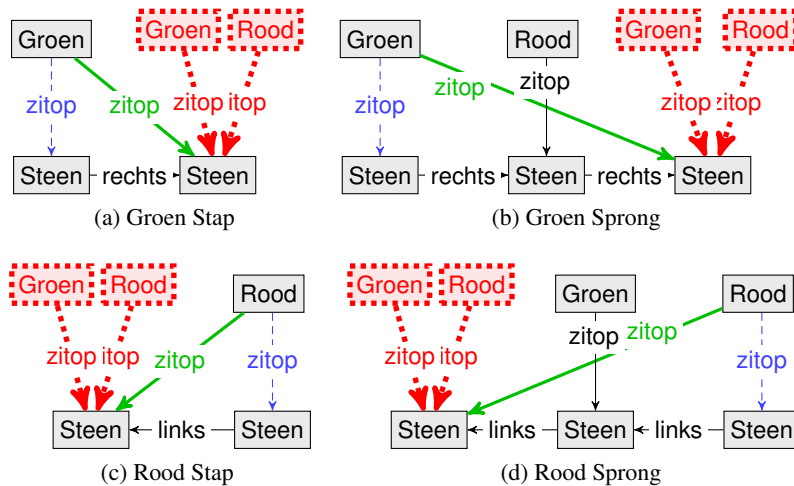 Groen Groen Rood
zitop zitop zitop itop
Steen rechts Steen
(a) Groen Stap
Groen Rood Groen Rood
zitop zitop zitop zitop zitop
Steen rechts Steen rechts Steen
(b) Groen Sprong
Groen Rood Rood
zitop itop zitop zitop
Steen links Steen
(c) Rood Stap
Groen Rood Groen Rood
zitop itop zitop zitop zitop
Steen links Steen links Steen
(d) Rood Sprong